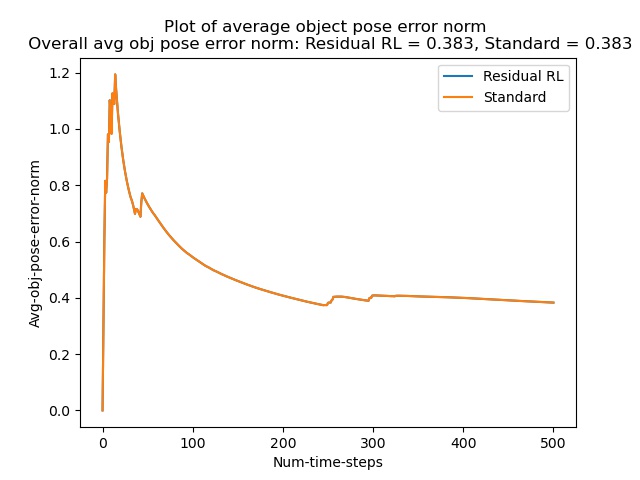 Plot of average object pose error norm
Overall avg obj pose error norm: Residual RL = 0.383, Standard = 0.383
Residual RL
Standard
1.2
1.0
0.8
0.6
0.4
0.2
0.0
Avg-obj-pose-error-norm
0 100 200 300 400 500
Num-time-steps